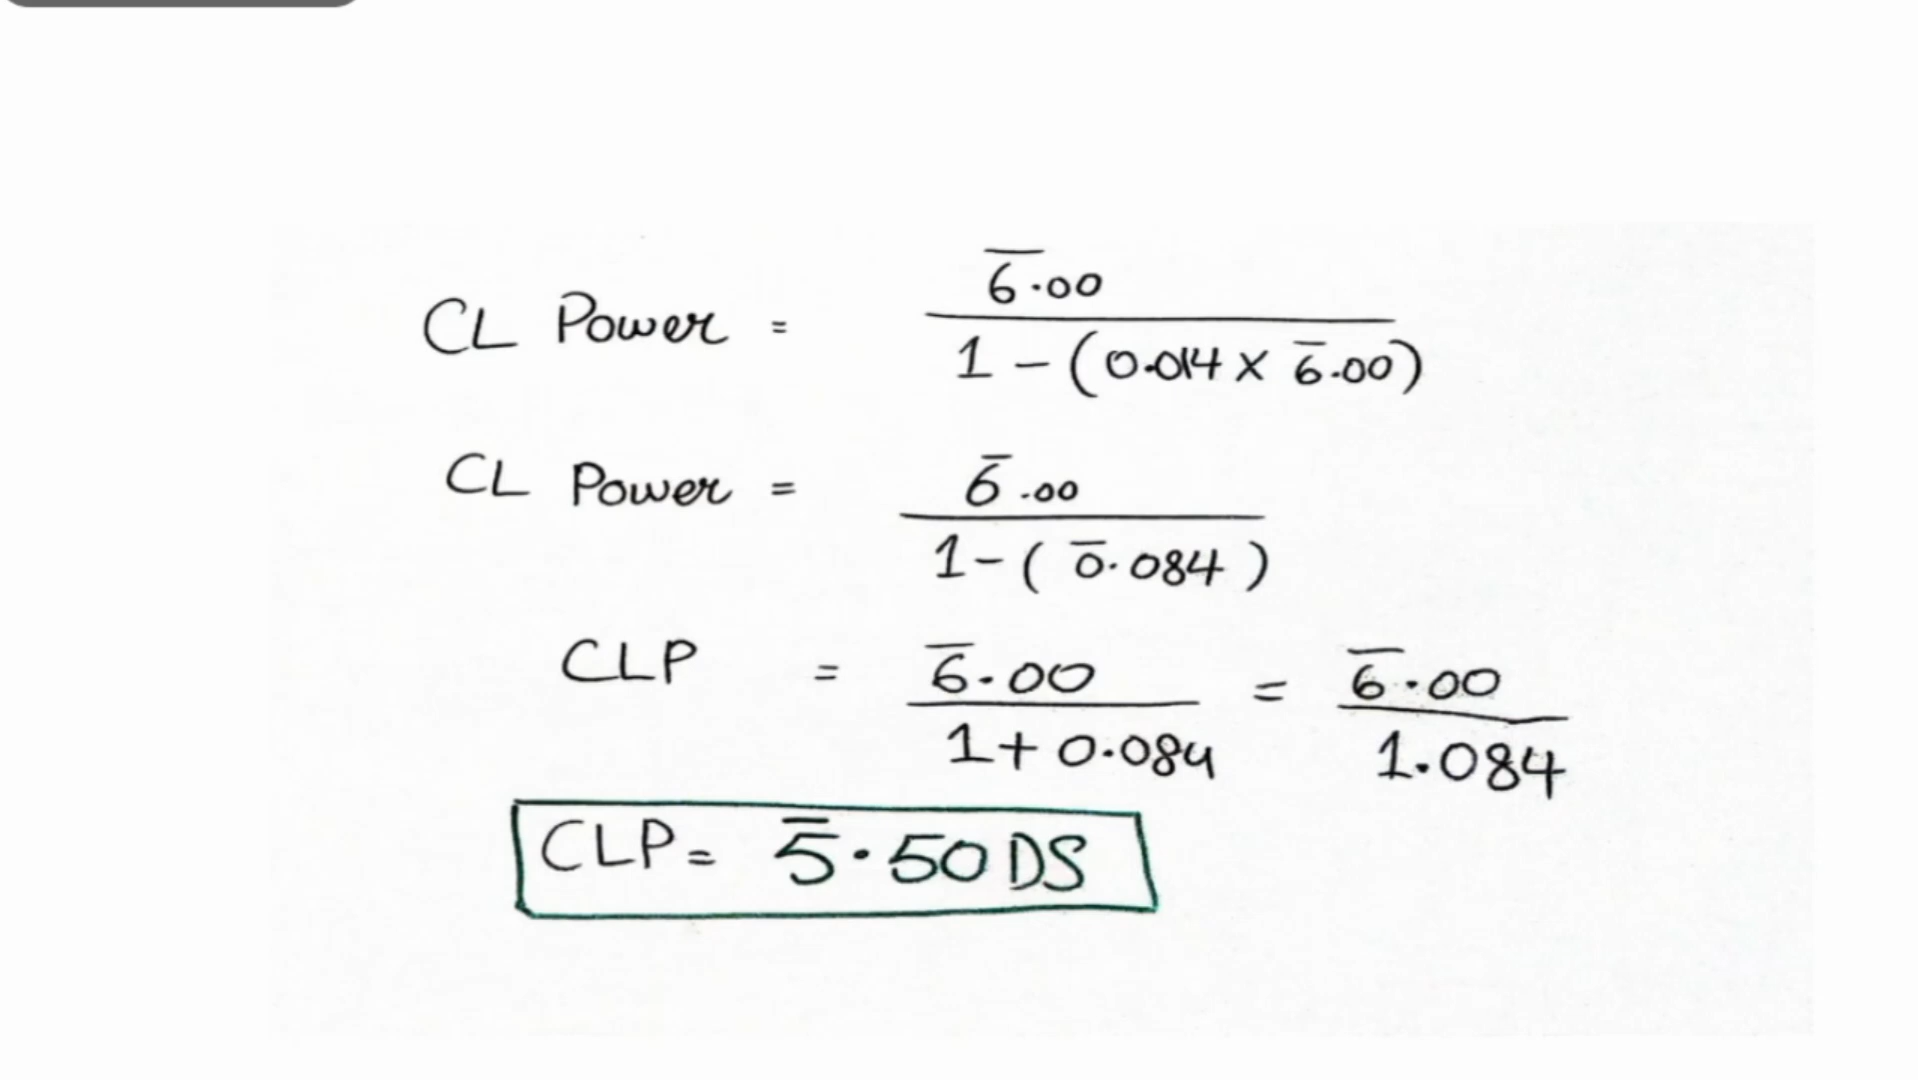 CL Power = 6̅.00 / 1 - (0.014 × 6̅.00)
CL Power = 6̅.00 / 1 - (0̅.084)
CLP = 6̅.00 / 1 + 0.084 = 6̅.00 / 1.084
CLP = 5̅.50 DS